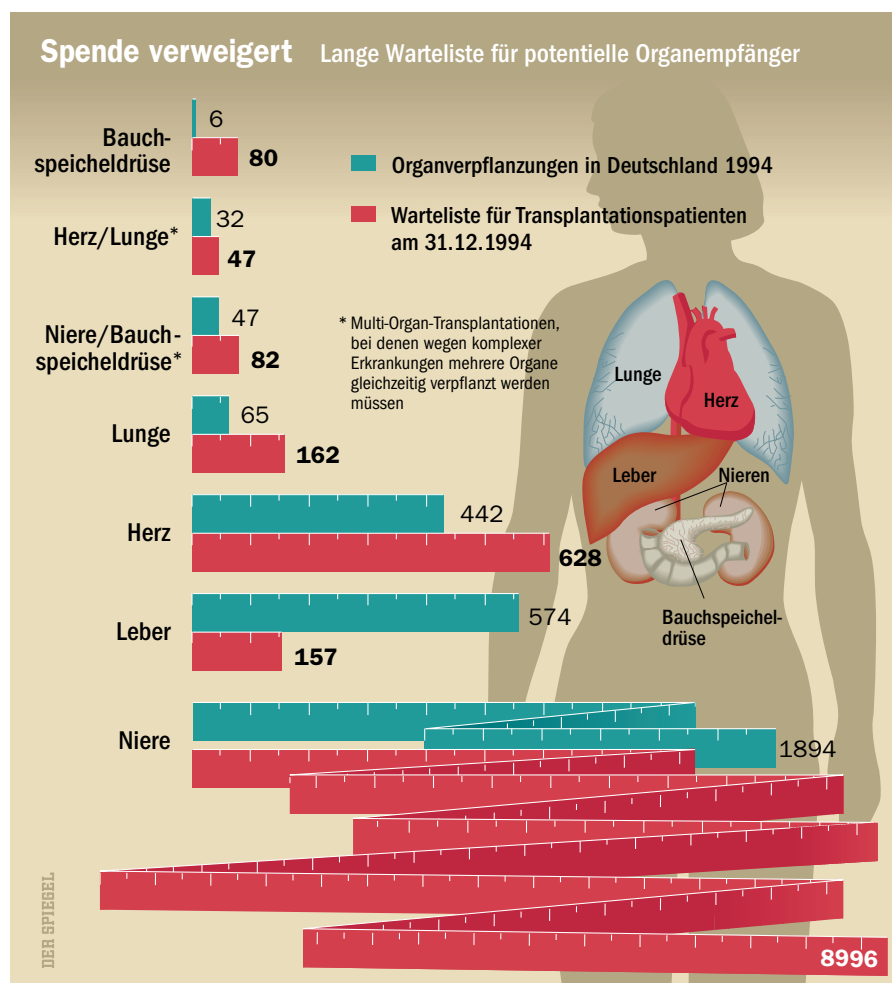 Spende verweigert Lange Warteliste für potentielle Organempfänger
Bauch-
speicheldrüse
6
80
Organverpflanzungen in Deutschland 1994
Warteliste für Transplantationspatienten
am 31.12.1994
Herz/Lunge*
32
47
Niere/Bauch-
speicheldrüse*
47
82
* Multi-Organ-Transplantationen,
bei denen wegen komplexer
Erkrankungen mehrere Organe
gleichzeitig verpflanzt werden
müssen
Lunge
65
162
Herz
442
628
Leber
574
157
Niere
1894
8996
Lunge
Herz
Leber
Nieren
Bauchspeichel-
drüse
DER SPIEGEL